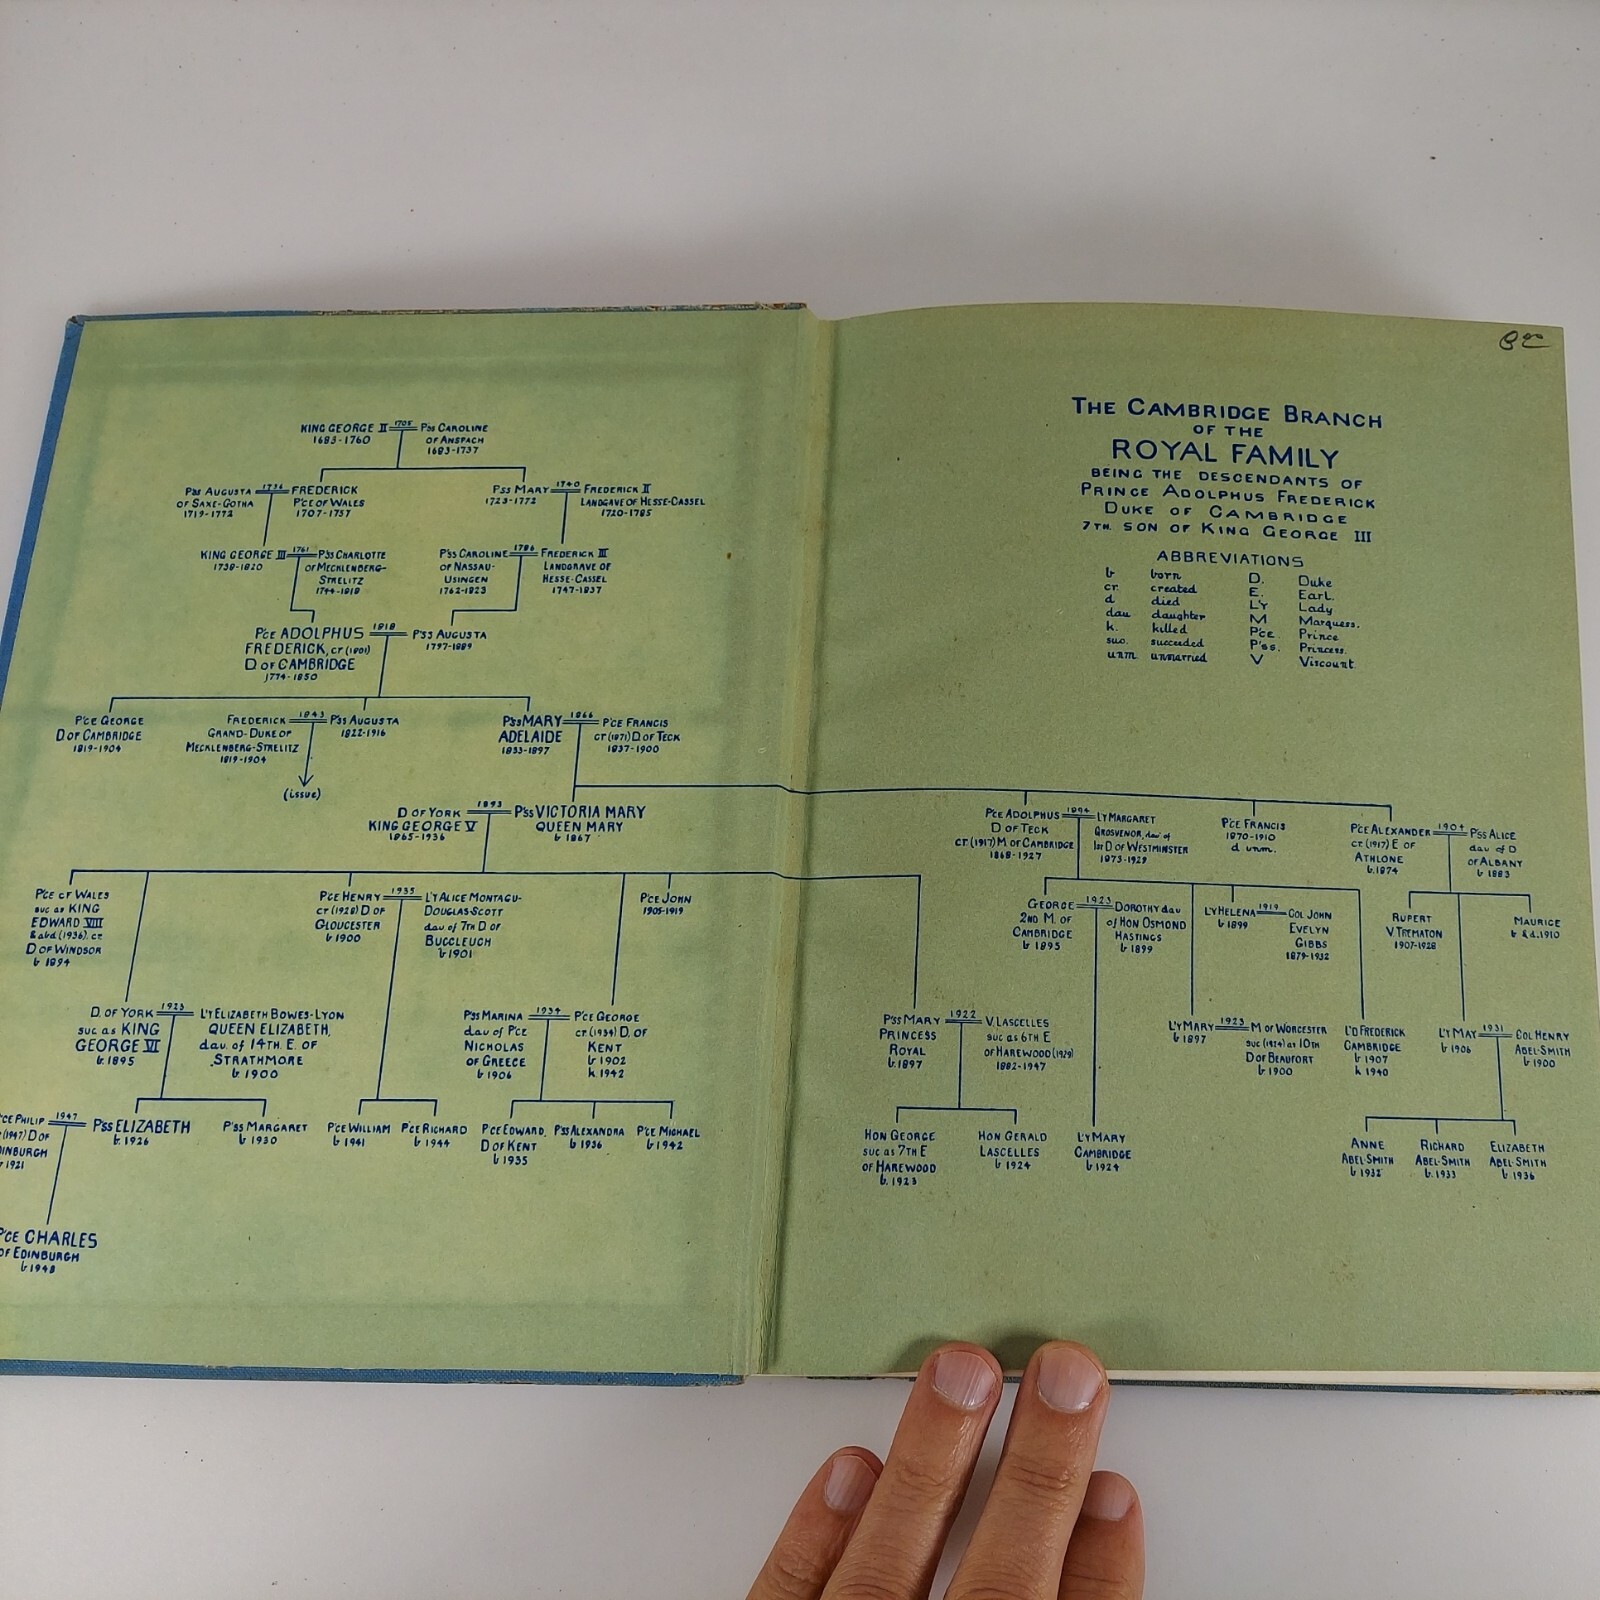 KING GEORGE II 1705 P'ss CAROLINE
1683-1760 OF ANSPACH
1683-1737
P'ss AUGUSTA 1736 FREDERICK
OF SAXE-GOTHA P'CE OF WALES
1719-1772 1707-1757
P'ss MARY 1740 FREDERICK II
1723-1772 LANDGAVE OF HESSE-CASSEL
1720-1785
KING GEORGE III 1761 P'ss CHARLOTTE
1738-1820 OF MECKLENBERG-
STRELITZ
1744-1818
P'ss CAROLINE 1786 FREDERICK III
OF NASSAU- LANDGRAVE OF
USINGEN HESSE-CASSEL
1762-1823 1747-1837
P'CE ADOLPHUS 1818 P'SS AUGUSTA
FREDERICK, cr (1801) 1797-1889
D OF CAMBRIDGE
1774-1850
P'CE GEORGE
D OF CAMBRIDGE
1819-1904
FREDERICK 1843 P'ss AUGUSTA
GRAND-DUKE OF 1822-1916
MECKLENBERG-STRELITZ
1819-1904
(issue)
P'ss MARY 1866 P'CE FRANCIS
ADELAIDE cr (1871) D OF TECK
1833-1897 1837-1900
D OF YORK 1893 P'ss VICTORIA MARY
KING GEORGE V QUEEN MARY
1865-1936 b 1867
P'CE OF WALES
suc as KING
EDWARD VIII
& abd (1936), cr
D OF WINDSOR
b 1894
P'CE HENRY 1935 L'Y ALICE MONTAGU-
cr (1928) D OF DOUGLAS-SCOTT
GLOUCESTER dau of 7TH D OF
b 1900 BUCCLEUCH
b 1901
P'CE JOHN
1905-1919
D. OF YORK 1923 L'Y ELIZABETH BOWES-LYON
suc as KING QUEEN ELIZABETH,
GEORGE VI dau. of 14TH E. OF
b. 1895 STRATHMORE
b 1900
P'ss MARINA 1934 P'CE GEORGE
dau of P'CE cr (1934) D. OF
NICHOLAS KENT
OF GREECE b 1902
b 1906 k 1942
CE PHILIP 1947 P'ss ELIZABETH
(1947) D OF b. 1926
INBURGH
1921
P'ss MARGARET
b 1930
P'CE WILLIAM
b 1941
P'CE RICHARD
b 1944
P'CE EDWARD,
D OF KENT
b 1935
P'ss ALEXANDRA
b 1936
P'CE MICHAEL
b 1942
P'CE CHARLES
OF EDINBURGH
b 1948
THE CAMBRIDGE BRANCH
OF THE
ROYAL FAMILY
BEING THE DESCENDANTS OF
PRINCE ADOLPHUS FREDERICK
DUKE OF CAMBRIDGE
7TH. SON OF KING GEORGE III
ABBREVIATIONS
b born D. Duke
cr created E. Earl.
d died L'Y Lady
dau daughter M Marquess.
k. killed P'ce. Prince
suc. succeeded P'ss. Princess.
unm unmarried V Viscount.
P'CE ADOLPHUS 1894 L'Y MARGARET
D OF TECK GROSVENOR, dau of
cr (1917) M OF CAMBRIDGE 1st D OF WESTMINSTER
1868-1927 1873-1929
P'CE FRANCIS
1870-1910
d unm.
P'CE ALEXANDER 1904 P'ss ALICE
cr (1917) E OF dau of D
ATHLONE OF ALBANY
b. 1874 b 1883
GEORGE 1923 DOROTHY dau
2ND M. OF of HON OSMOND
CAMBRIDGE HASTINGS
b 1895 b 1899
L'Y HELENA 1919 COL JOHN
b 1899 EVELYN
GIBBS
1879-1932
RUPERT
V. TREMATON
1907-1928
MAURICE
b & d. 1910
P'ss MARY 1922 V. LASCELLES
PRINCESS suc as 6TH E
ROYAL OF HAREWOOD (1929)
b. 1897 1882-1947
L'Y MARY 1923 M OF WORCESTER
b 1897 suc (1924) as 10TH
D OF BEAUFORT
b 1900
L'D FREDERICK
CAMBRIDGE
b 1907
k 1940
L'Y MAY 1931 COL HENRY
b 1906 ABEL-SMITH
b 1900
HON GEORGE
suc as 7TH E
OF HAREWOOD
b. 1923
HON GERALD
LASCELLES
b 1924
L'Y MARY
CAMBRIDGE
b 1924
ANNE
ABEL-SMITH
b 1932
RICHARD
ABEL-SMITH
b. 1933
ELIZABETH
ABEL-SMITH
b 1936